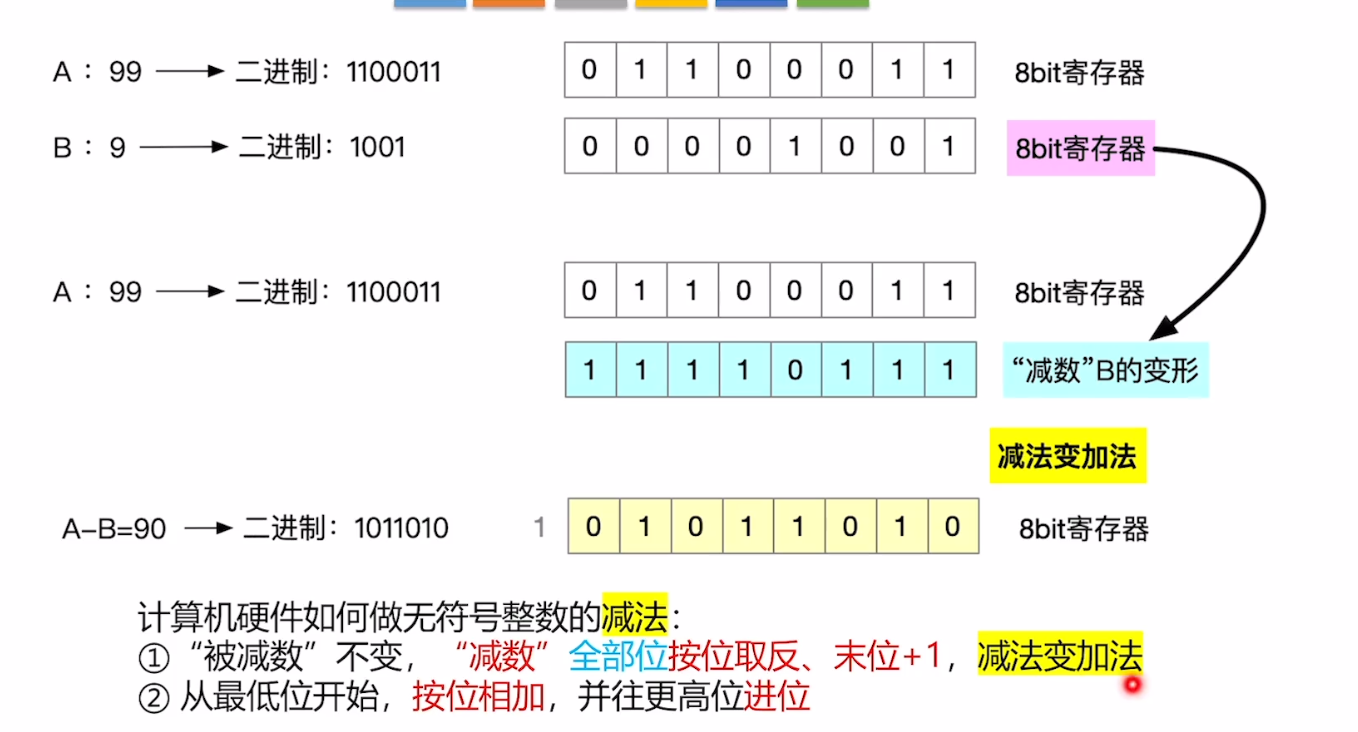 A：99 二进制：1100011 0 1 1 0 0 0 1 1 8bit寄存器
B：9 二进制：1001 0 0 0 0 1 0 0 1 8bit寄存器
A：99 二进制：1100011 0 1 1 0 0 0 1 1 8bit寄存器
1 1 1 1 0 1 1 1 “减数”B的变形
减法变加法
A-B=90 二进制：1011010 1 0 1 0 1 1 0 1 0 8bit寄存器
计算机硬件如何做无符号整数的减法：
①“被减数”不变，“减数”全部位按位取反、末位+1，减法变加法
② 从最低位开始，按位相加，并往更高位进位